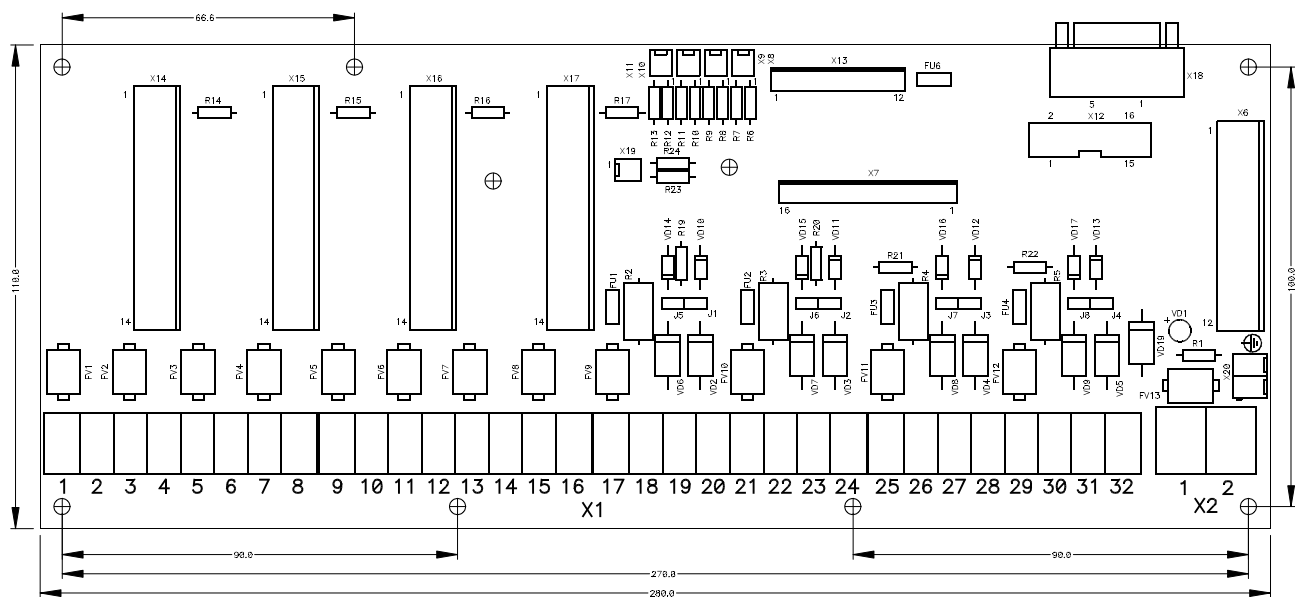 66.6
X14
X15
X16
X17
X11
X10
X9
X8
X13
FU6
X18
1
1
1
1
R14
R15
R16
R17
1
1
1
12
5
1
2
X12
16
X6
1
R13
R12
R11
R10
R9
R8
R7
R6
X19
1
R24
R23
1
15
X7
16
1
110.0
100.0
VD14
R19
VD10
VD15
R20
VD11
VD16
VD12
VD17
VD13
R21
R22
FU1
R2
FU2
R3
FU3
R4
FU4
R5
J5
J1
J6
J2
J7
J3
J8
J4
14
14
14
14
12
+
VD1
VD19
R1
X20
FV1
FV2
FV3
FV4
FV5
FV6
FV7
FV8
FV9
VD6
VD2
FV10
VD7
VD3
FV11
VD8
VD4
FV12
VD9
VD5
FV13
1 2 3 4 5 6 7 8 9 10 11 12 13 14 15 16 17 18 19 20 21 22 23 24 25 26 27 28 29 30 31 32 1 2
X1
X2
90.0
90.0
270.0
280.0